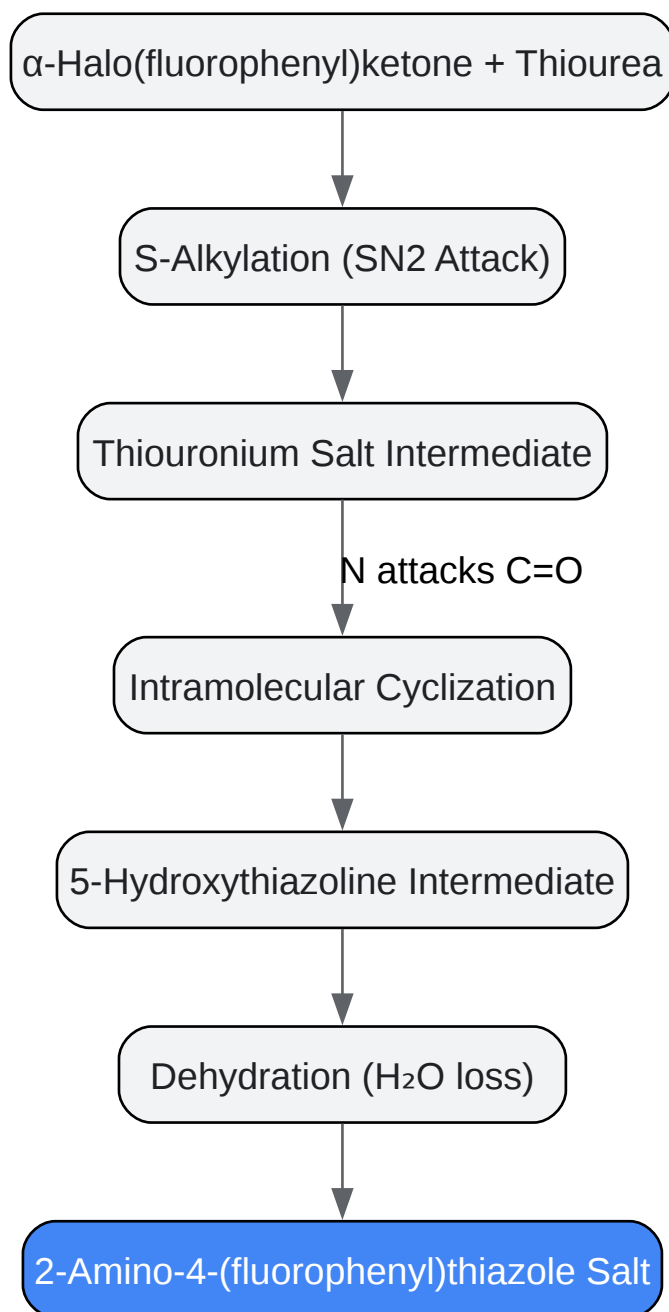 α-Halo(fluorophenyl)ketone + Thiourea
S-Alkylation (SN2 Attack)
Thiouronium Salt Intermediate
N attacks C=O
Intramolecular Cyclization
5-Hydroxythiazoline Intermediate
Dehydration (H₂O loss)
2-Amino-4-(fluorophenyl)thiazole Salt